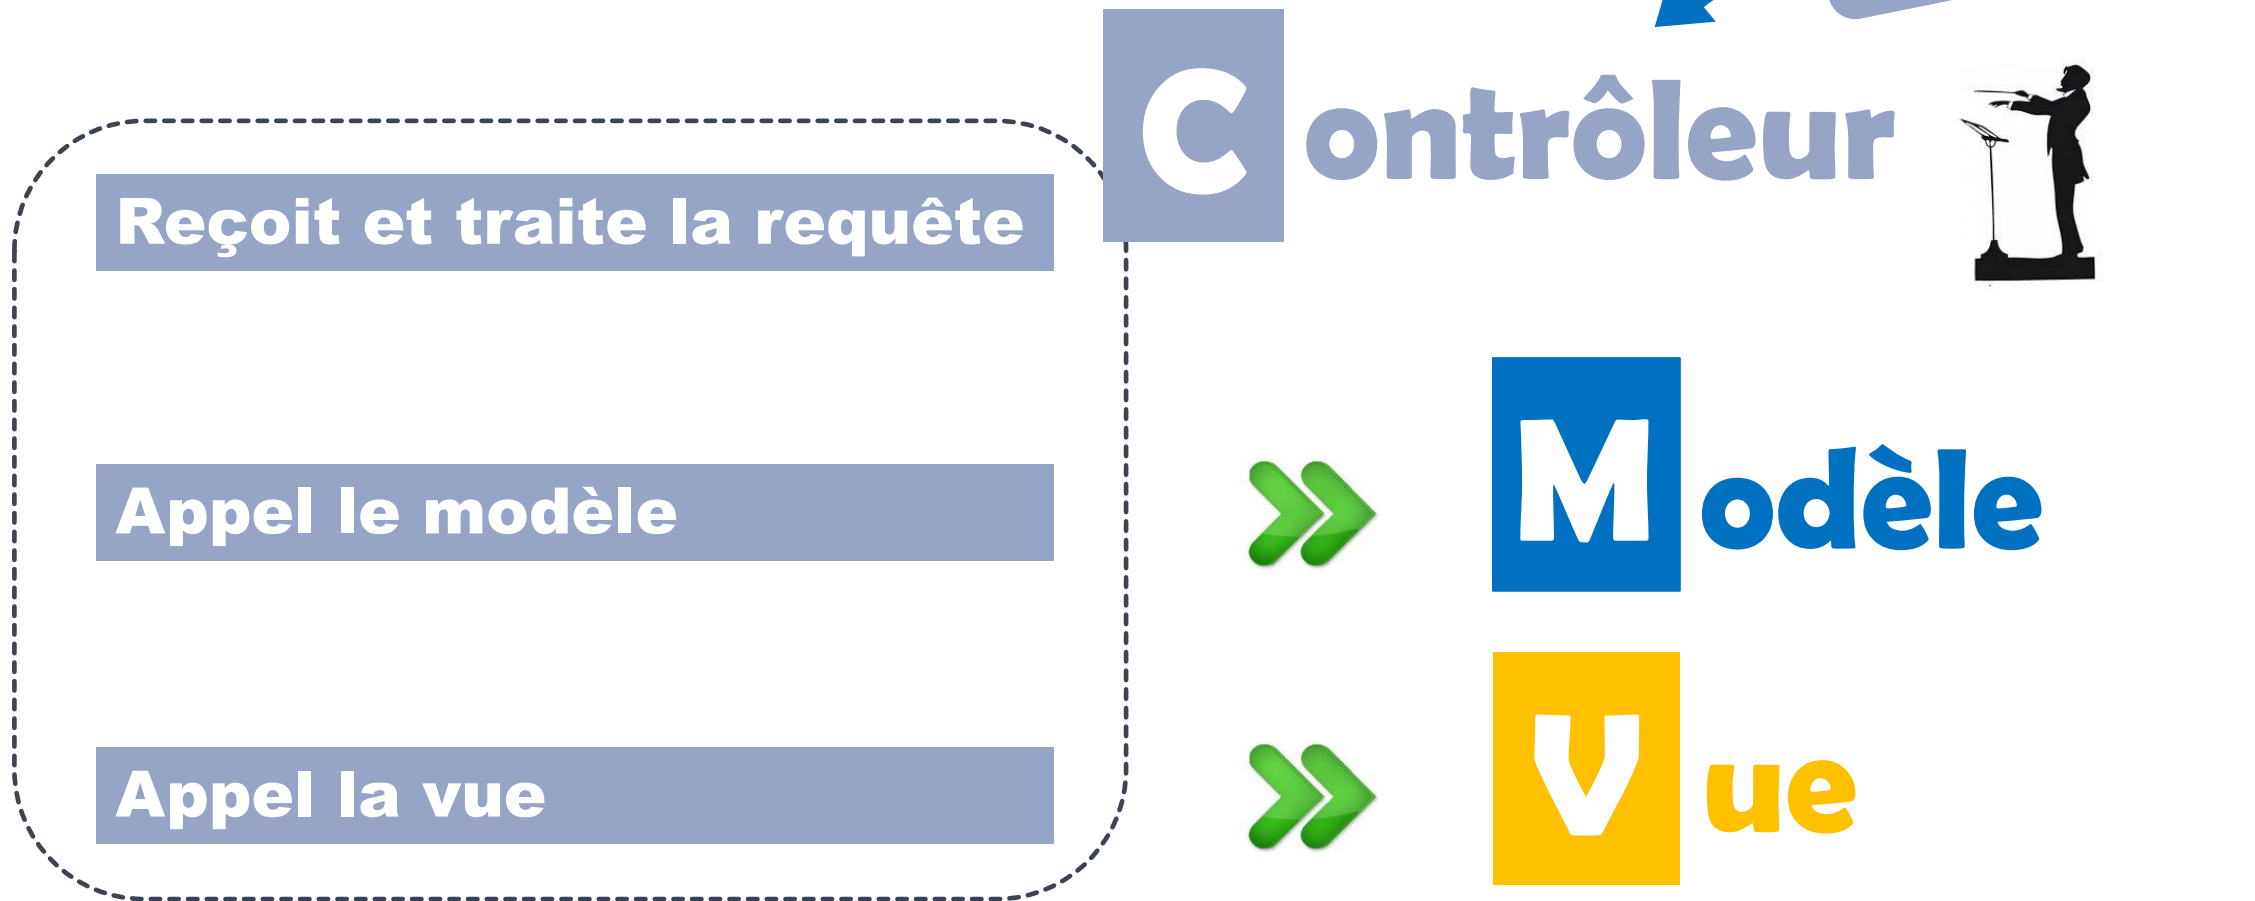 Contrôleur
Reçoit et traite la requête
Appel le modèle
Modèle
Appel la vue
Vue